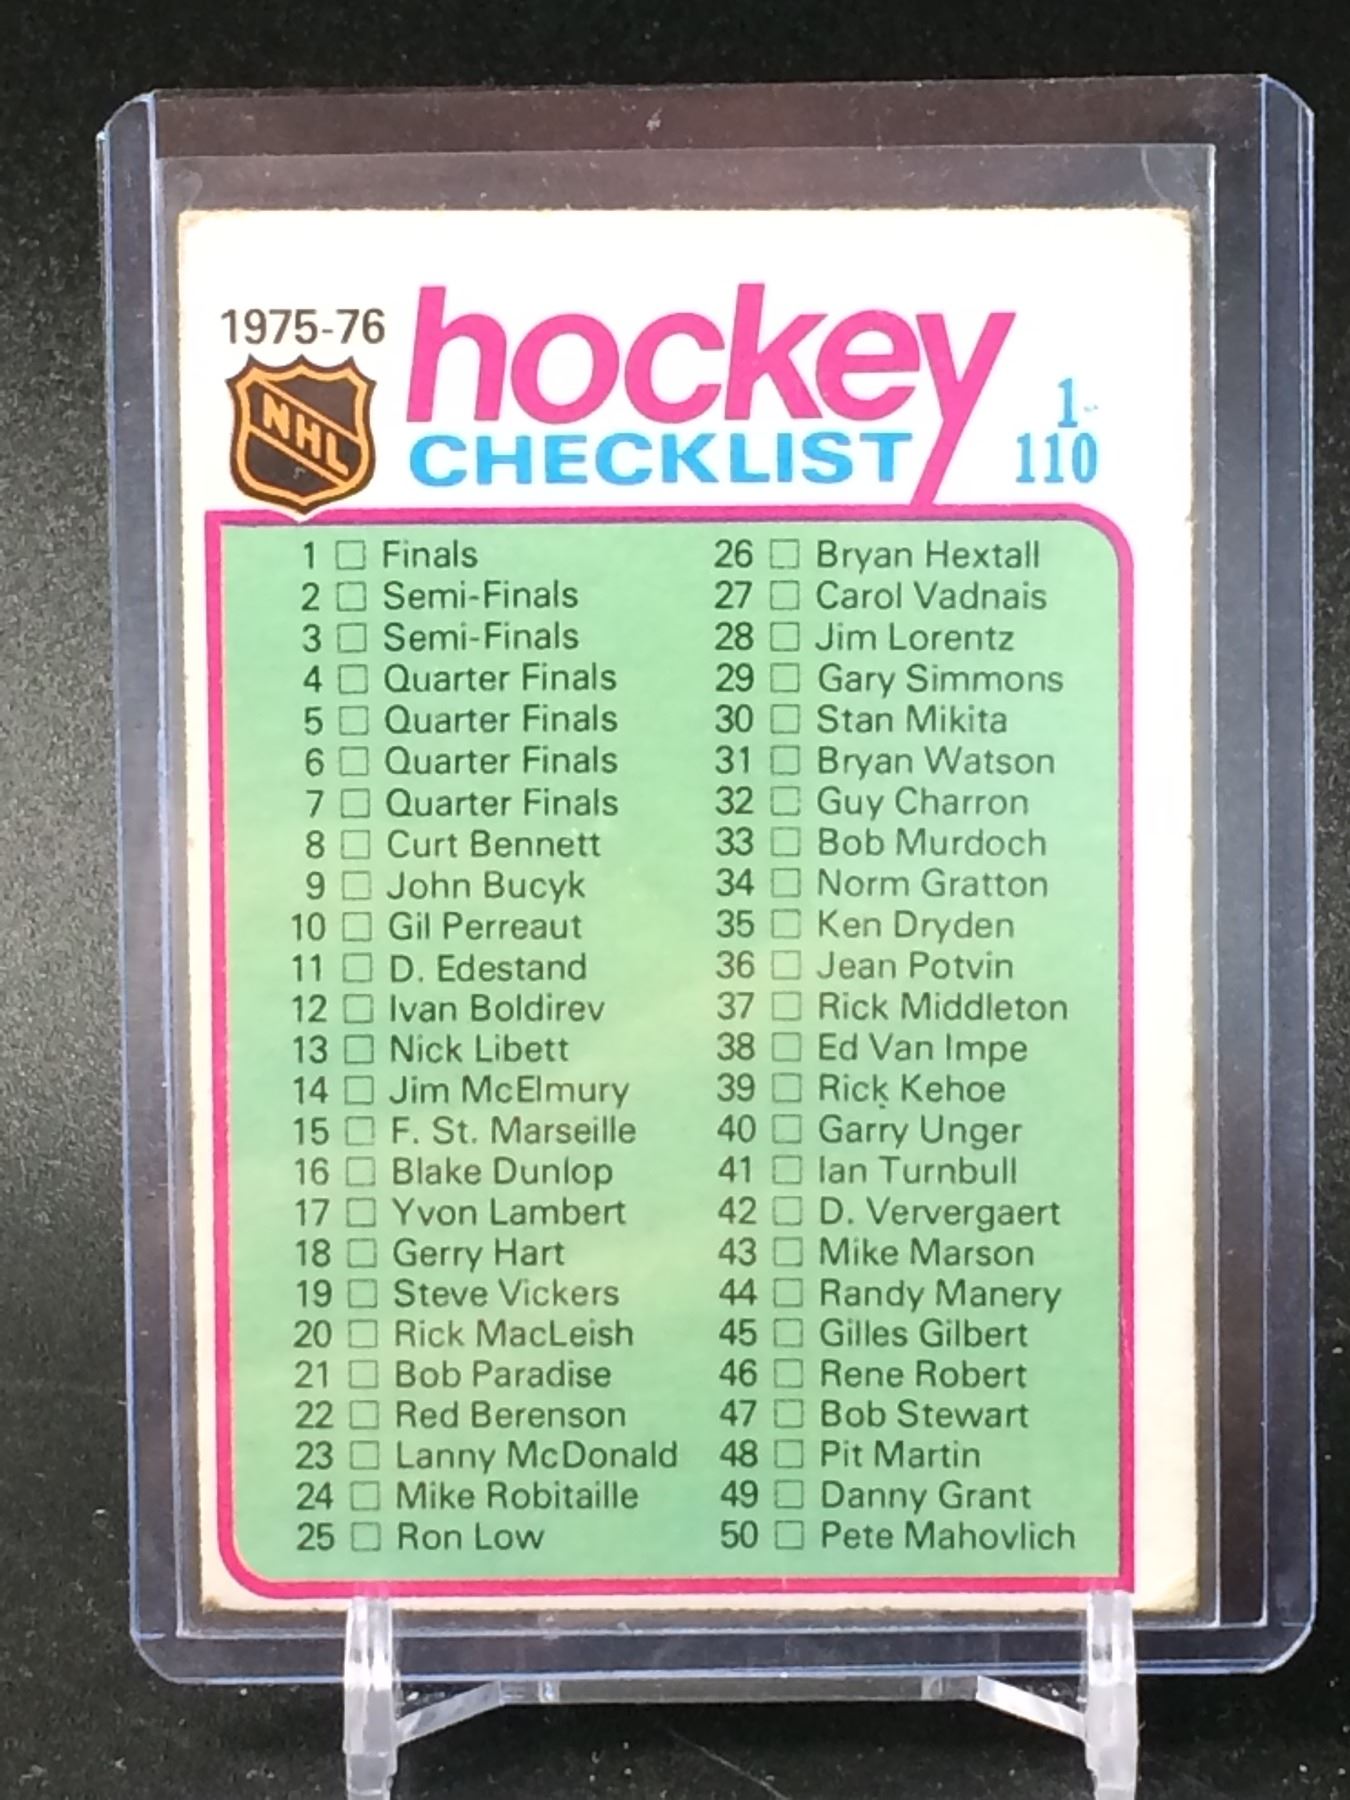 1975-76
hockey
NHL
CHECKLIST
1-
110
1 Finals
2 Semi-Finals
3 Semi-Finals
4 Quarter Finals
5 Quarter Finals
6 Quarter Finals
7 Quarter Finals
8 Curt Bennett
9 John Bucyk
10 Gil Perreaut
11 D. Edestand
12 Ivan Boldirev
13 Nick Libett
14 Jim McElmury
15 F. St. Marseille
16 Blake Dunlop
17 Yvon Lambert
18 Gerry Hart
19 Steve Vickers
20 Rick MacLeish
21 Bob Paradise
22 Red Berenson
23 Lanny McDonald
24 Mike Robitaille
25 Ron Low
26 Bryan Hextall
27 Carol Vadnais
28 Jim Lorentz
29 Gary Simmons
30 Stan Mikita
31 Bryan Watson
32 Guy Charron
33 Bob Murdoch
34 Norm Gratton
35 Ken Dryden
36 Jean Potvin
37 Rick Middleton
38 Ed Van Impe
39 Rick Kehoe
40 Garry Unger
41 Ian Turnbull
42 D. Ververgaert
43 Mike Marson
44 Randy Manery
45 Gilles Gilbert
46 Rene Robert
47 Bob Stewart
48 Pit Martin
49 Danny Grant
50 Pete Mahovlich